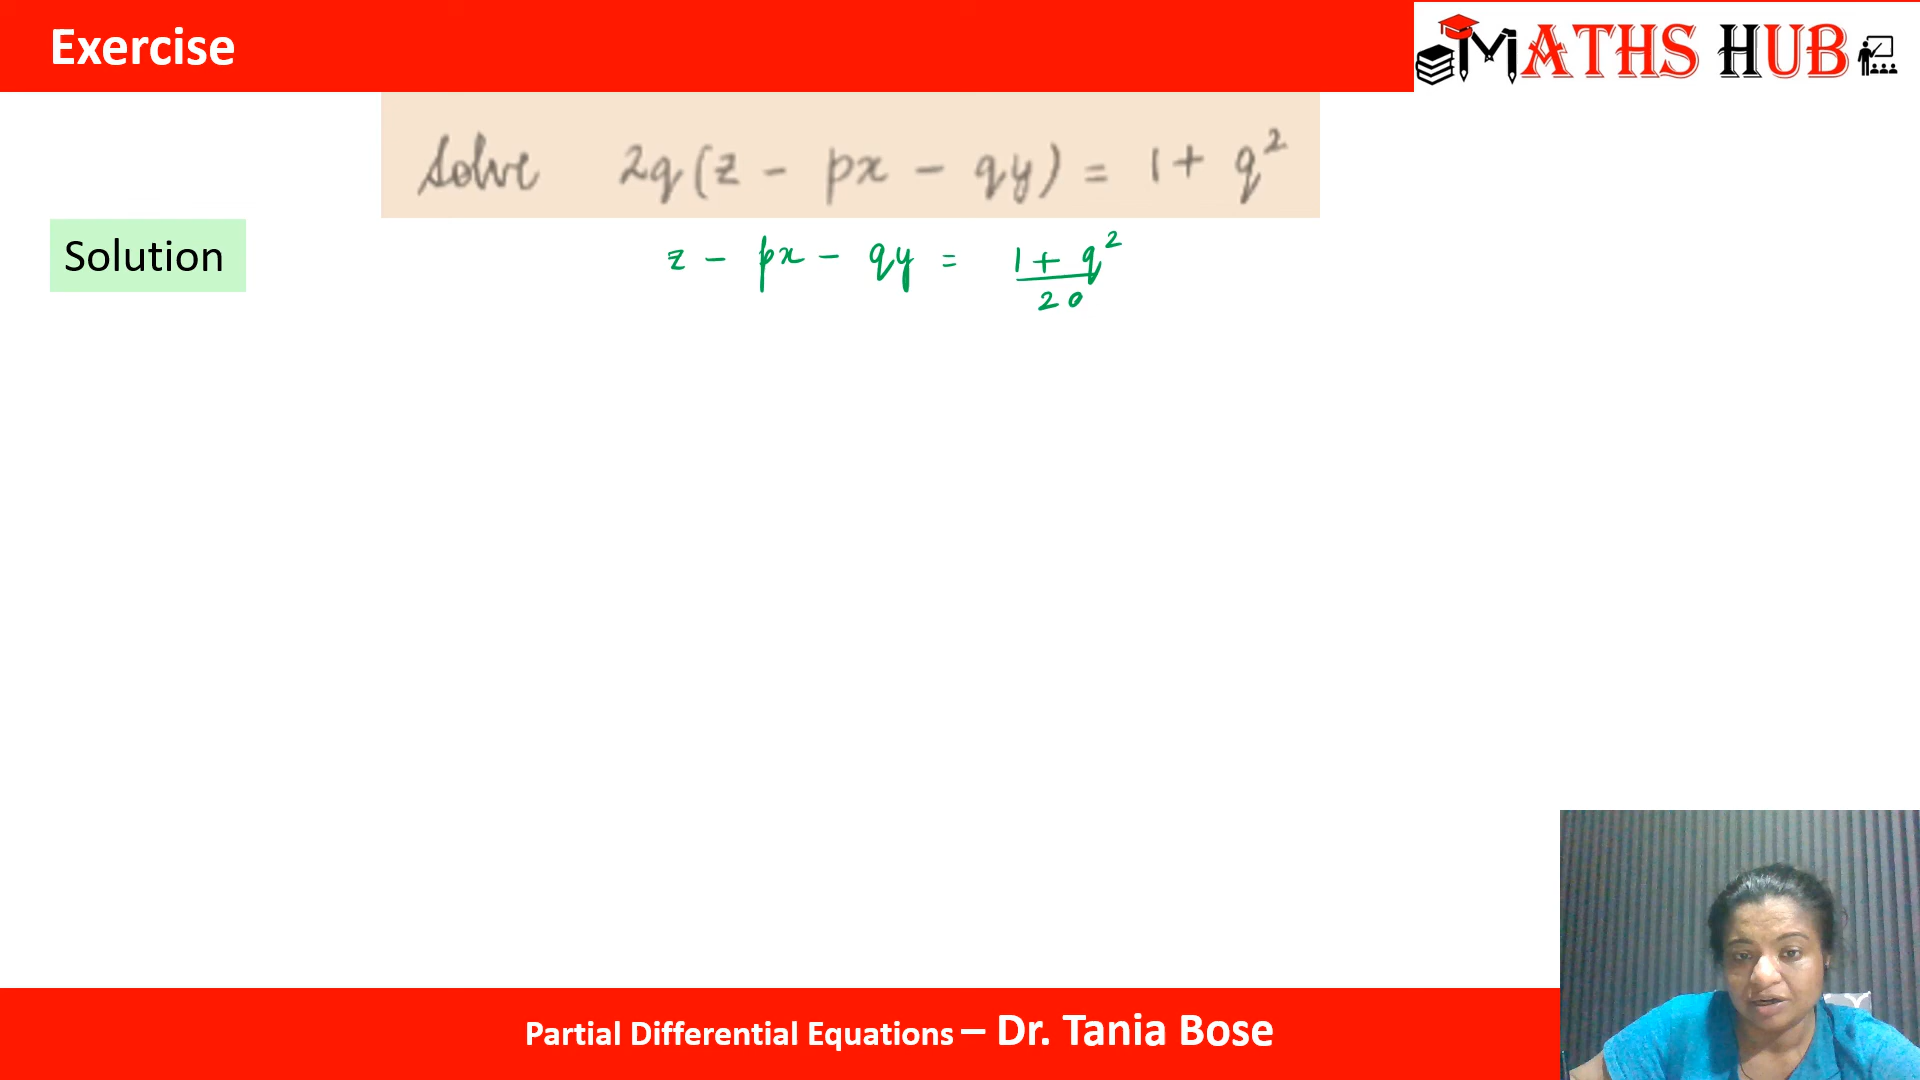 Exercise
MATHS HUB
Solve 2q(z - px - qy) = 1 + q²
Solution
z - px - qy = 1 + q² / 20
Partial Differential Equations – Dr. Tania Bose